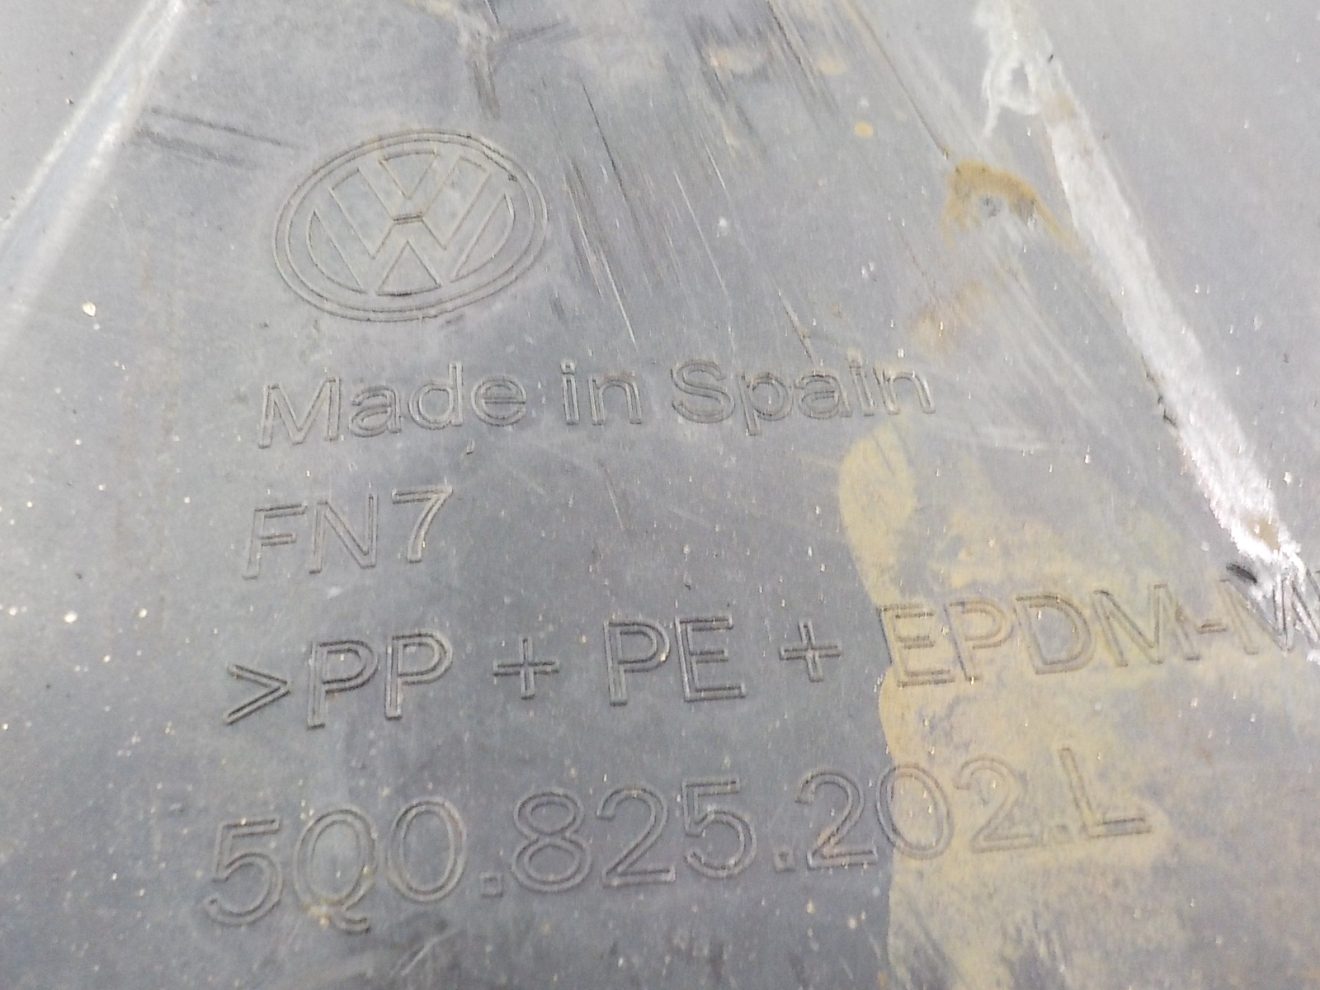 Made in Spain
FN7
>PP + PE + EPDM-M
5Q0.825.202.L